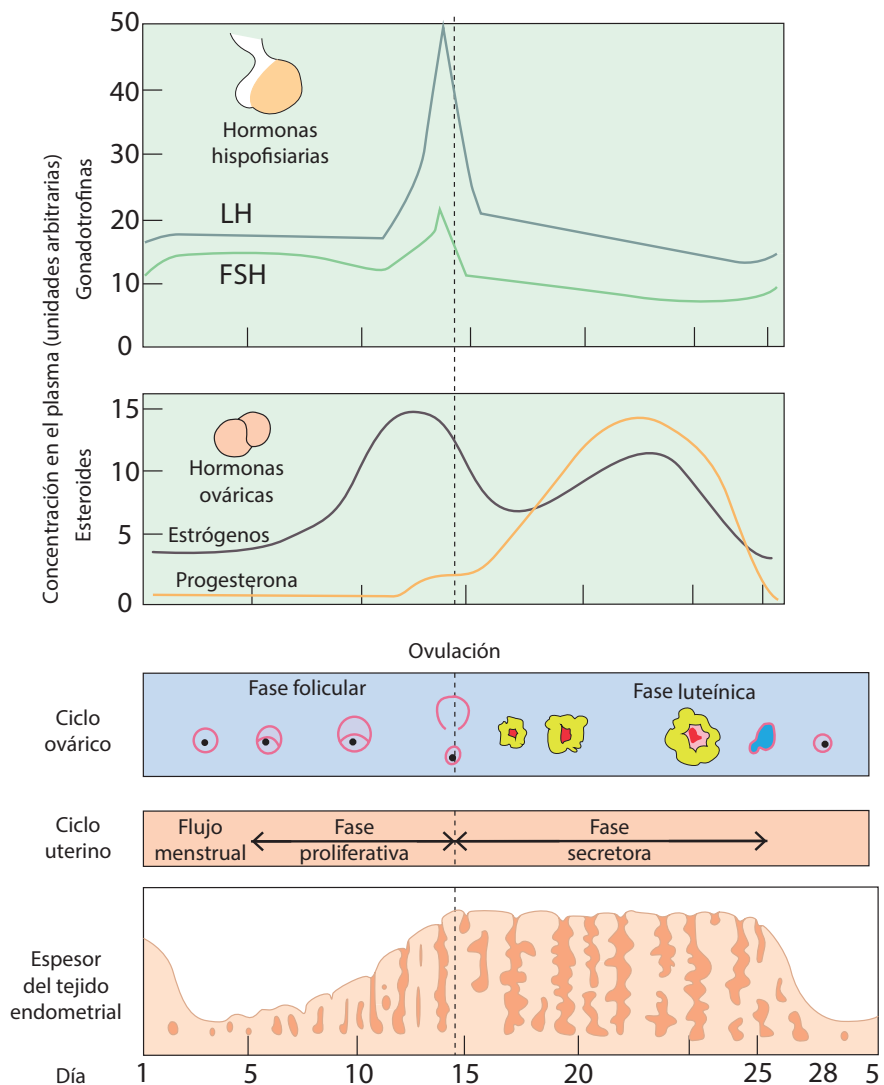 Concentración en el plasma (unidades arbitrarias)
Gonadotrofinas
50
40
30
20
10
0
Hormonas
hispofisiarias
LH
FSH
Esteroides
15
10
5
0
Hormonas
ováricas
Estrógenos
Progesterona
Ovulación
Ciclo
ovárico
Fase folicular
Fase luteínica
Ciclo
uterino
Flujo
menstrual
Fase
proliferativa
Fase
secretora
Espesor
del tejido
endometrial
Día
1 5 10 15 20 25 28 5